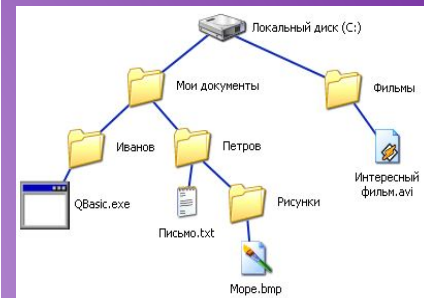 Локальный диск (C:)
Мои документы
Фильмы
Иванов
Петров
QBasic.exe
Письмо.txt
Рисунки
Интересный
фильм.avi
Море.bmp